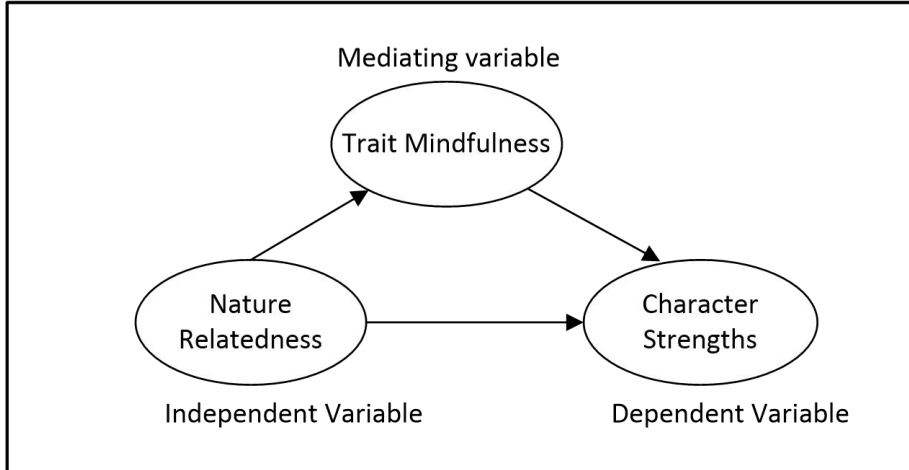 Mediating variable
Trait Mindfulness
Nature
Relatedness
Character
Strengths
Independent Variable
Dependent Variable